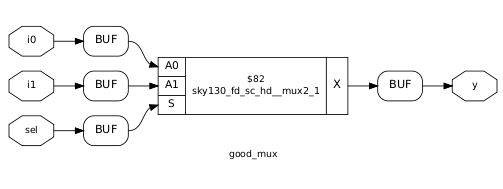 i0
BUF
i1
BUF
sel
BUF
A0
A1
S
$82
sky130_fd_sc_hd__mux2_1
X
BUF
y
good_mux